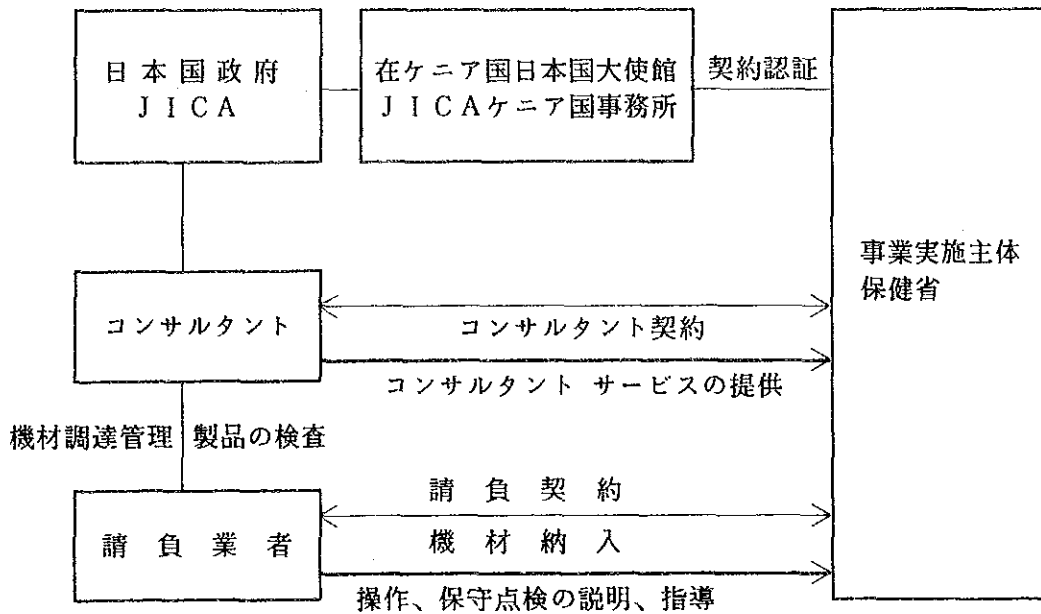 日本国政府
JICA
在ケニア国日本国大使館
JICAケニア国事務所
契約認証
事業実施主体
保健省
コンサルタント
コンサルタント契約
コンサルタント サービスの提供
機材調達管理 製品の検査
請負業者
請負契約
機材納入
操作、保守点検の説明、指導